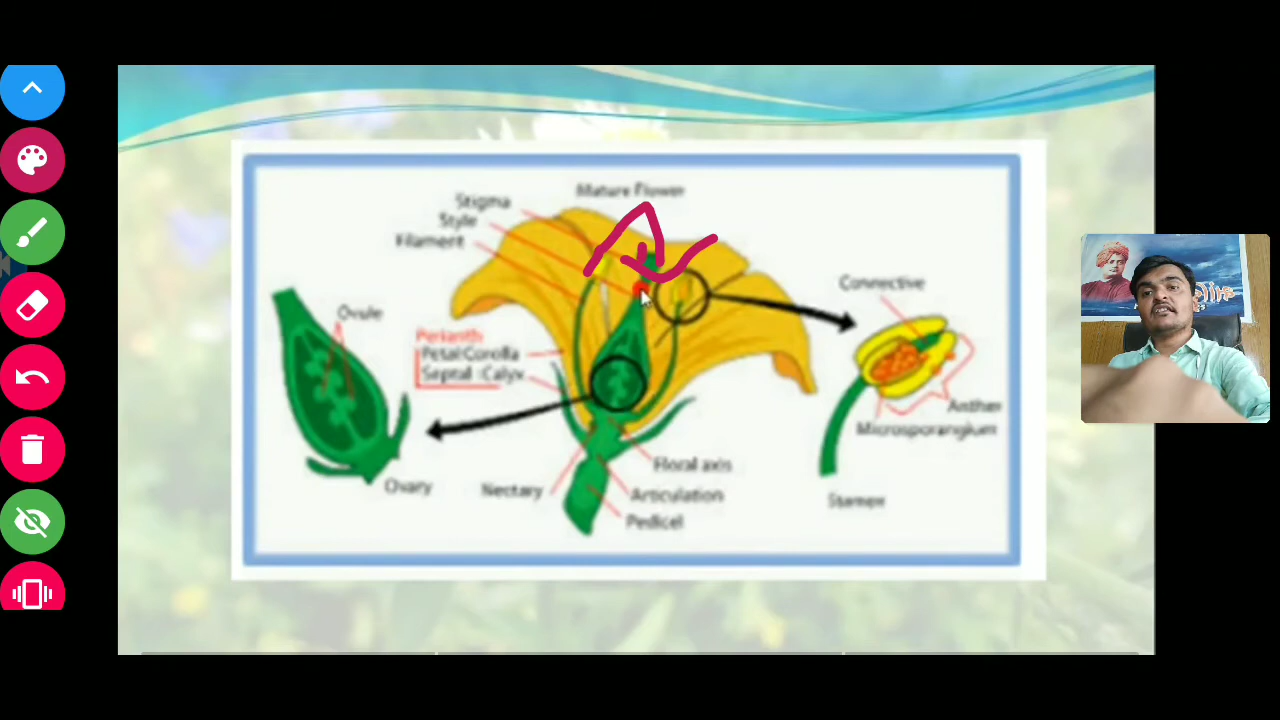 Mature Flower
Stigma
Style
Filament
Connective
Ovule
Perianth
Petal:Corolla
Septal :Calyx
Anther
Microsporangium
Floral axis
Ovary
Nectary
Articulation
Stamen
Pedicel